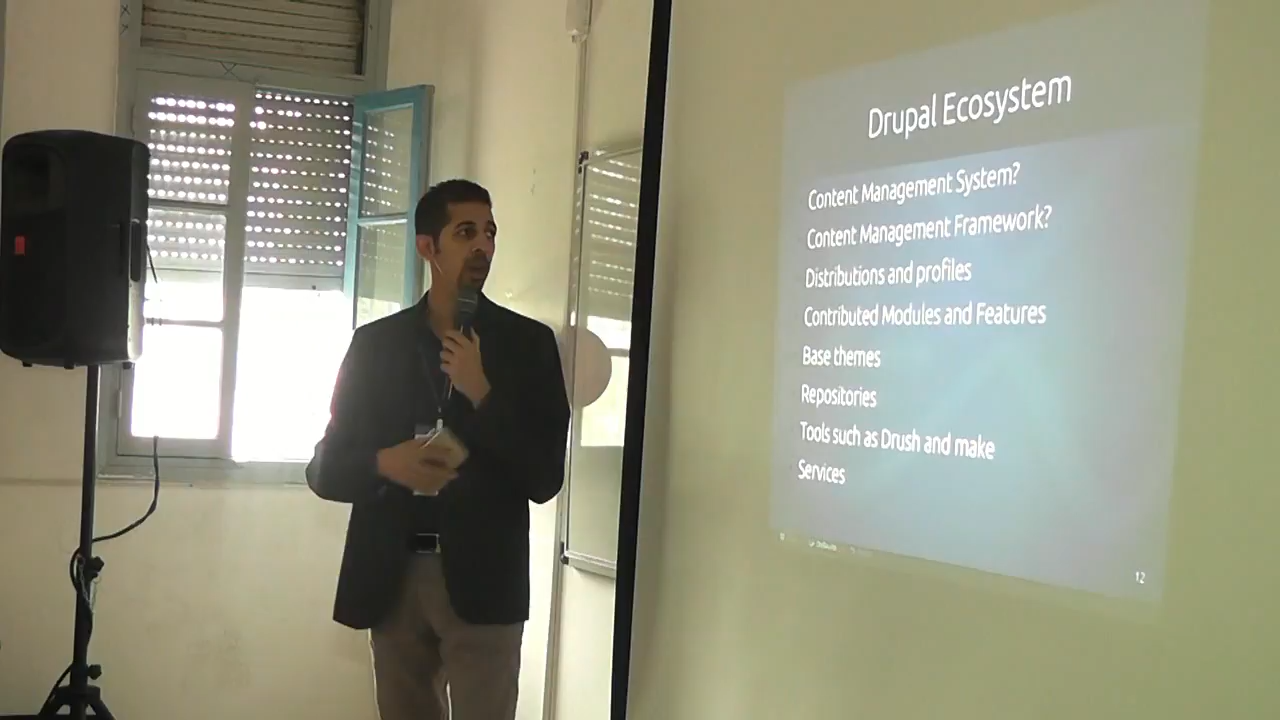 Drupal Ecosystem
Content Management System?
Content Management Framework?
Distributions and profiles
Contributed Modules and Features
Base themes
Repositories
Tools such as Drush and make
Services
12